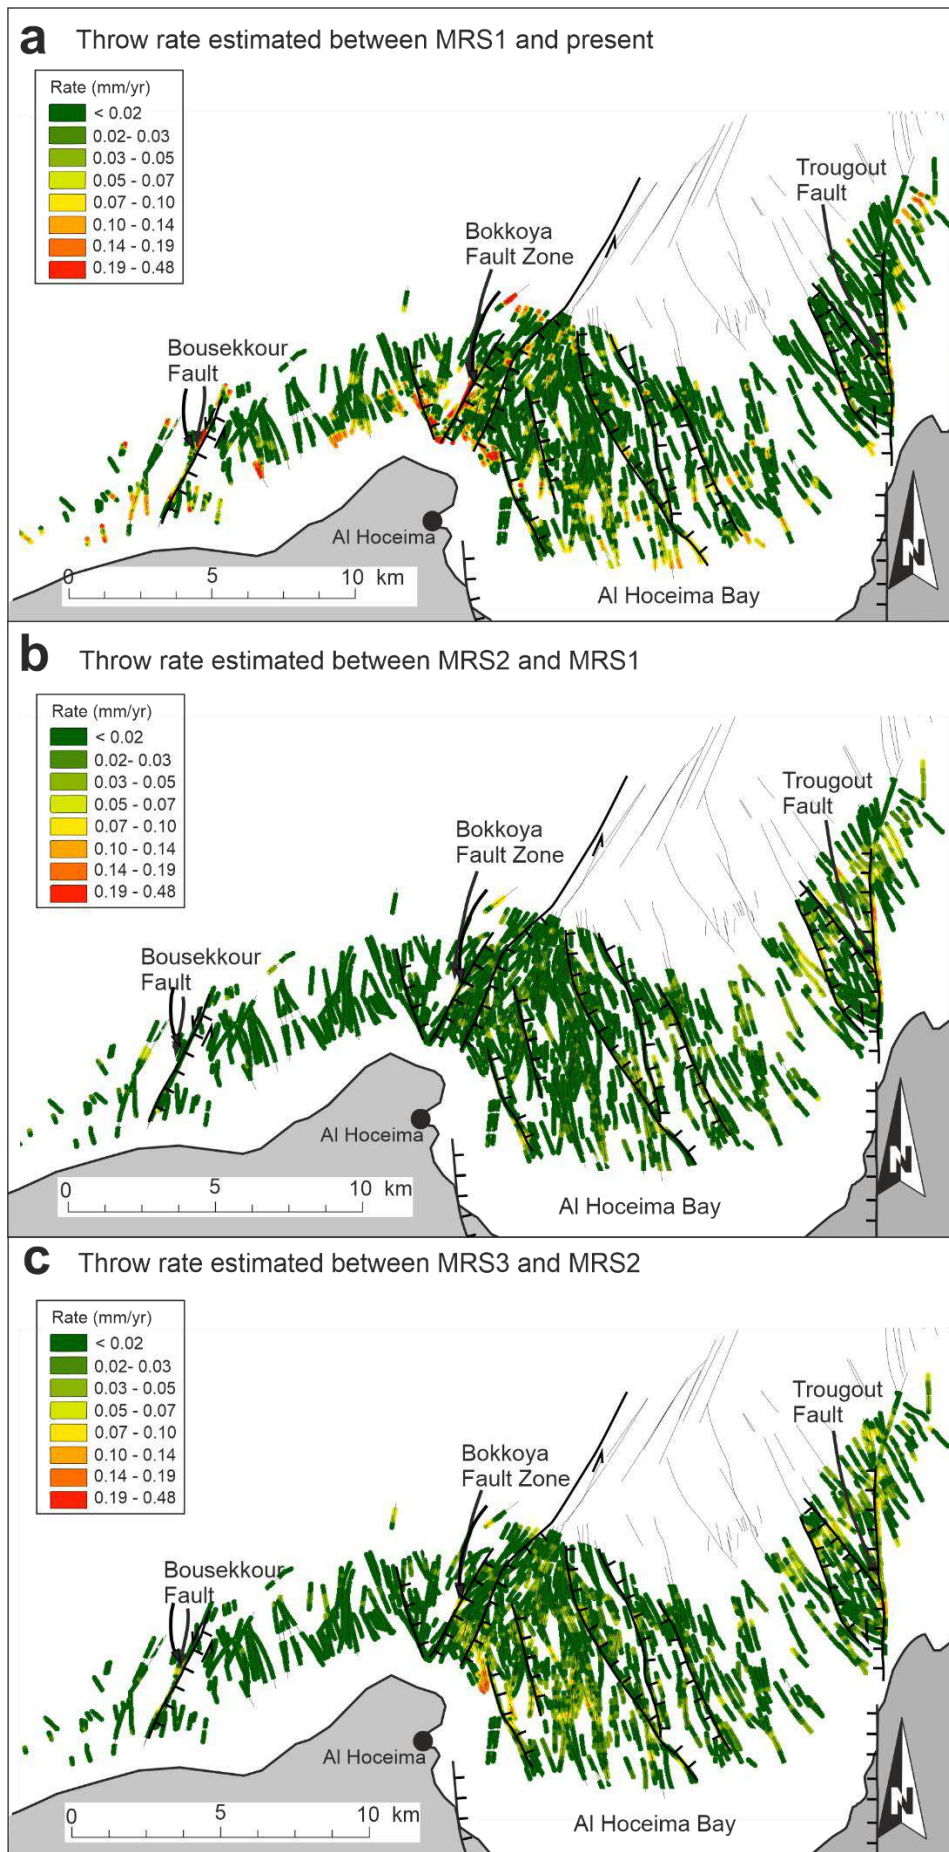 a Throw rate estimated between MRS1 and present
Rate (mm/yr)
< 0.02
0.02- 0.03
0.03 - 0.05
0.05 - 0.07
0.07 - 0.10
0.10 - 0.14
0.14 - 0.19
0.19 - 0.48
Trougout
Fault
Bokkoya
Fault Zone
Bousekkour
Fault
Al Hoceima
0 5 10 km
Al Hoceima Bay
N
b Throw rate estimated between MRS2 and MRS1
Rate (mm/yr)
< 0.02
0.02- 0.03
0.03 - 0.05
0.05 - 0.07
0.07 - 0.10
0.10 - 0.14
0.14 - 0.19
0.19 - 0.48
Trougout
Fault
Bokkoya
Fault Zone
Bousekkour
Fault
Al Hoceima
0 5 10 km
Al Hoceima Bay
N
c Throw rate estimated between MRS3 and MRS2
Rate (mm/yr)
< 0.02
0.02- 0.03
0.03 - 0.05
0.05 - 0.07
0.07 - 0.10
0.10 - 0.14
0.14 - 0.19
0.19 - 0.48
Trougout
Fault
Bokkoya
Fault Zone
Bousekkour
Fault
Al Hoceima
0 5 10 km
Al Hoceima Bay
N